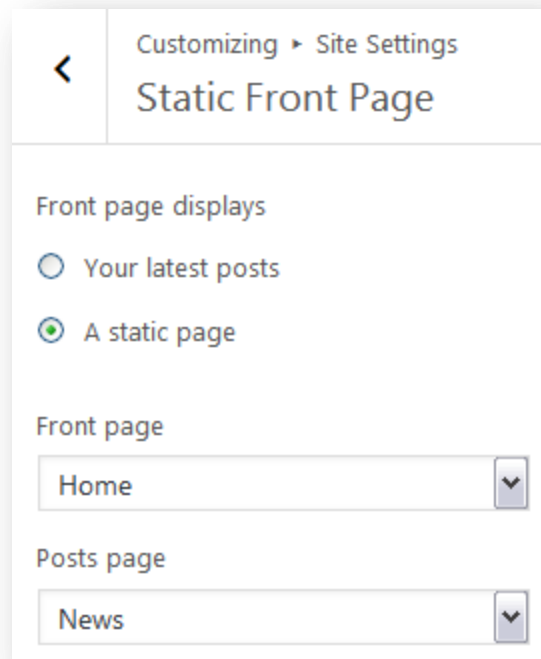 Customizing ▸ Site Settings
Static Front Page
Front page displays
Your latest posts
A static page
Front page
Home
Posts page
News